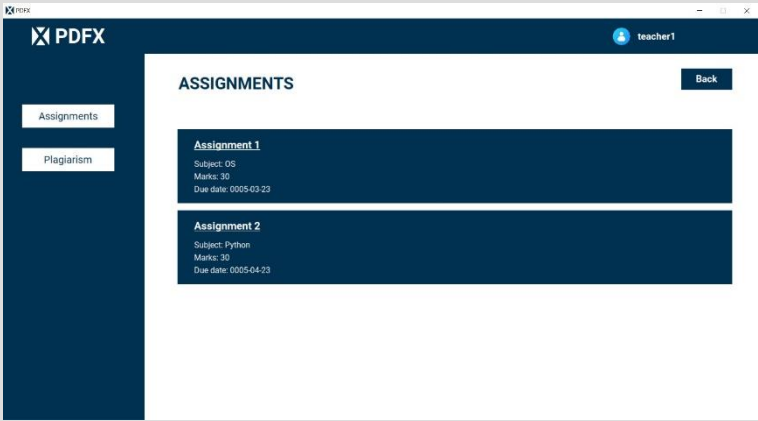 PDFX
PDFX
teacher1
ASSIGNMENTS
Back
Assignments
Plagiarism
Assignment 1
Subject: OS
Marks: 30
Due date: 0005-03-23
Assignment 2
Subject: Python
Marks: 30
Due date: 0005-04-23